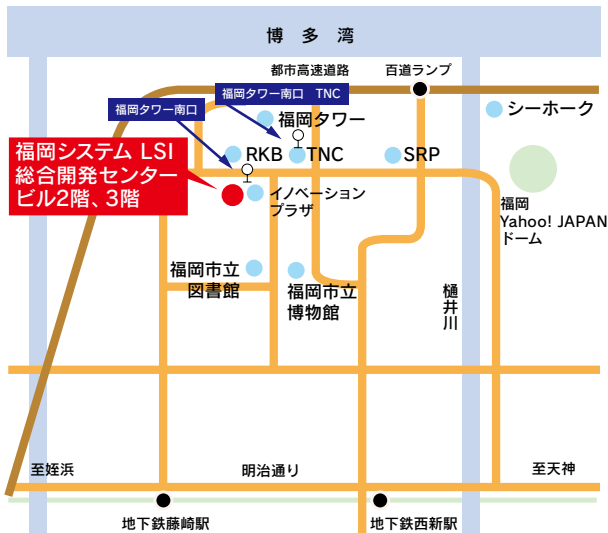 博多湾
都市高速道路
百道ランプ
福岡タワー南口 TNC
福岡タワー南口
福岡タワー
シーホーク
RKB
TNC
SRP
福岡システム LSI
総合開発センター
ビル2階、3階
イノベーション
プラザ
福岡
Yahoo! JAPAN
ドーム
福岡市立
図書館
福岡市立
博物館
樋井川
至姪浜
明治通り
至天神
地下鉄藤崎駅
地下鉄西新駅